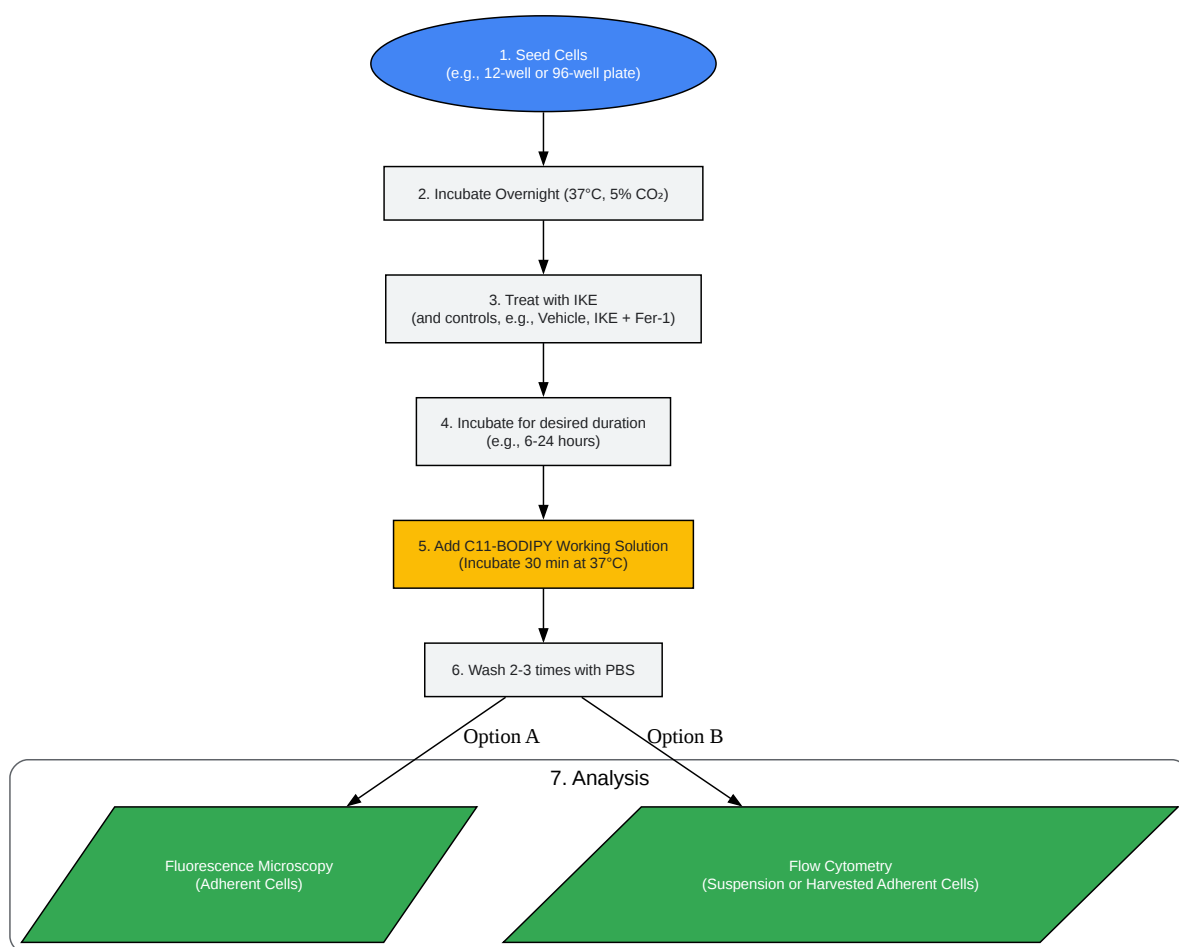 1. Seed Cells
(e.g., 12-well or 96-well plate)
2. Incubate Overnight (37°C, 5% CO₂)
3. Treat with IKE
(and controls, e.g., Vehicle, IKE + Fer-1)
4. Incubate for desired duration
(e.g., 6-24 hours)
5. Add C11-BODIPY Working Solution
(Incubate 30 min at 37°C)
6. Wash 2-3 times with PBS
Option A
Option B
7. Analysis
Fluorescence Microscopy
(Adherent Cells)
Flow Cytometry
(Suspension or Harvested Adherent Cells)